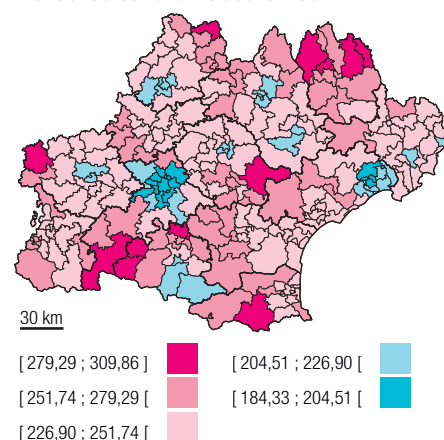 30 km
[ 279,29 ; 309,86 ]
[ 251,74 ; 279,29 [
[ 226,90 ; 251,74 [
[ 204,51 ; 226,90 [
[ 184,33 ; 204,51 [